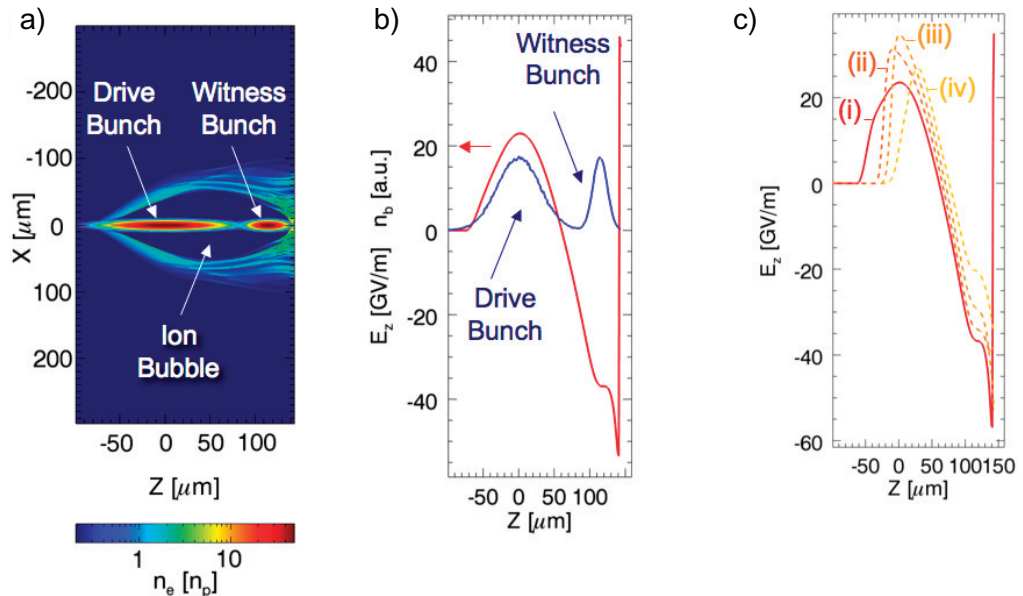 a)
Drive
Bunch
Witness
Bunch
Ion
Bubble
X [μm]
-200
-100
0
100
200
-50 0 50 100
Z [μm]
1 10
n_e [n_p]
b)
Witness
Bunch
Drive
Bunch
E_z [GV/m] n_b [a.u.]
40
20
0
-20
-40
-50 0 50 100
Z [μm]
c)
(i)
(ii)
(iii)
(iv)
E_z [GV/m]
20
0
-20
-40
-60
-50 0 50 100 150
Z [μm]